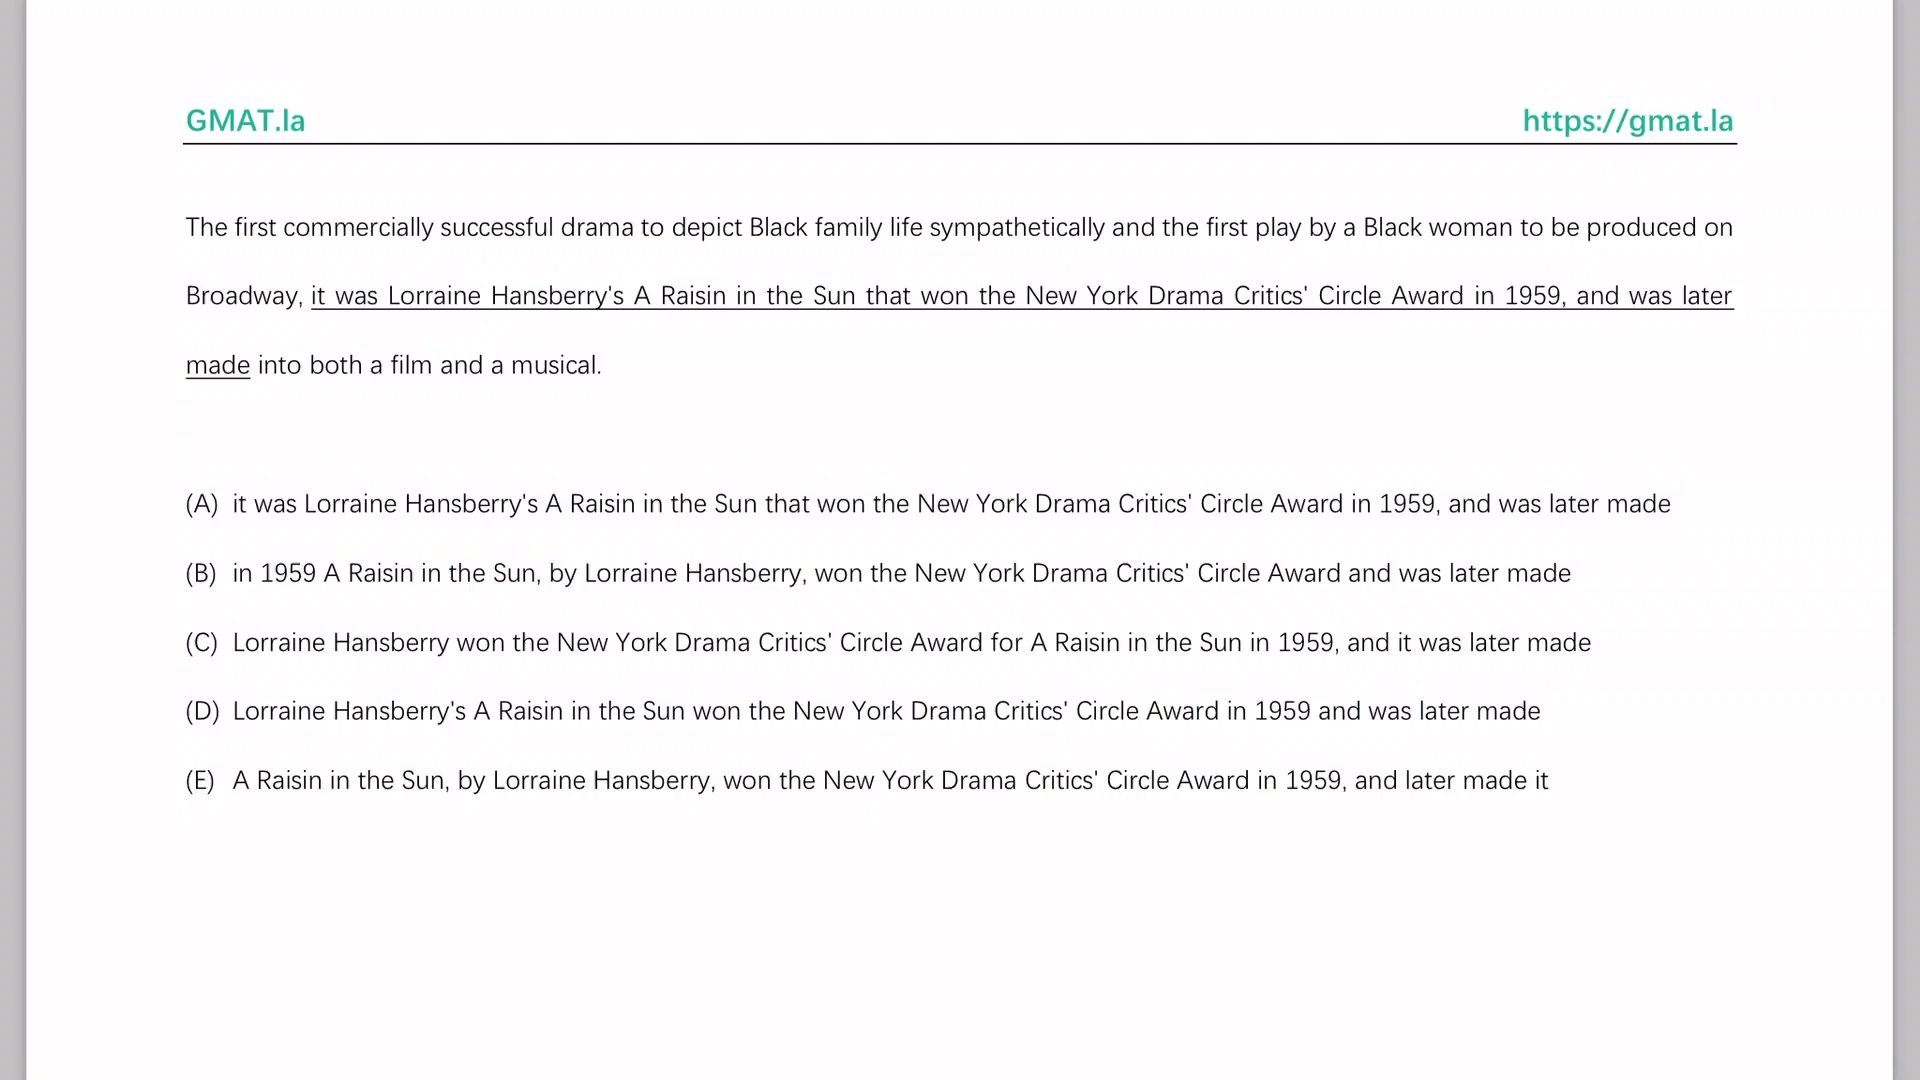 GMAT.la https://gmat.la
The first commercially successful drama to depict Black family life sympathetically and the first play by a Black woman to be produced on
Broadway, it was Lorraine Hansberry's A Raisin in the Sun that won the New York Drama Critics' Circle Award in 1959, and was later
made into both a film and a musical.
(A) it was Lorraine Hansberry's A Raisin in the Sun that won the New York Drama Critics' Circle Award in 1959, and was later made
(B) in 1959 A Raisin in the Sun, by Lorraine Hansberry, won the New York Drama Critics' Circle Award and was later made
(C) Lorraine Hansberry won the New York Drama Critics' Circle Award for A Raisin in the Sun in 1959, and it was later made
(D) Lorraine Hansberry's A Raisin in the Sun won the New York Drama Critics' Circle Award in 1959 and was later made
(E) A Raisin in the Sun, by Lorraine Hansberry, won the New York Drama Critics' Circle Award in 1959, and later made it